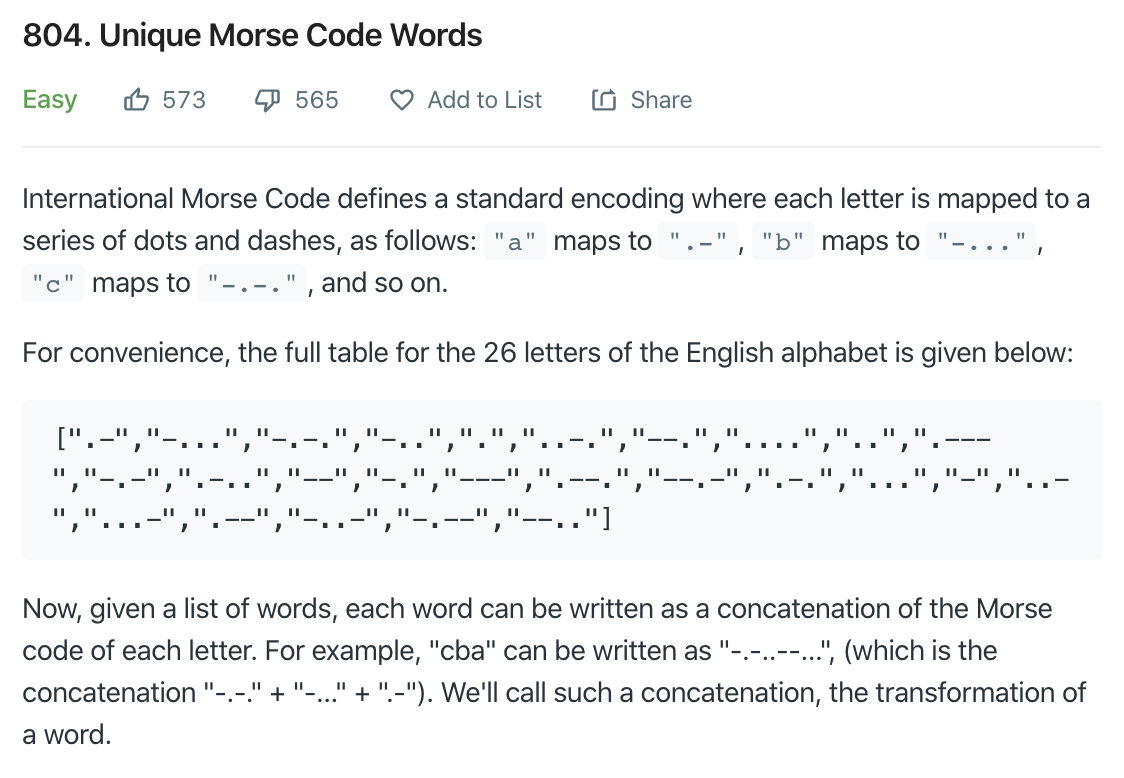 804. Unique Morse Code Words
Easy 573 565 Add to List Share
International Morse Code defines a standard encoding where each letter is mapped to a
series of dots and dashes, as follows: "a" maps to ".-", "b" maps to "-...",
"c" maps to "-.-.", and so on.
For convenience, the full table for the 26 letters of the English alphabet is given below:
[".-","-...","-.-.","-..",".","..-.","--.","....","..",".---
","-.-",".-..","--","-.","---",".--.","--.-",".-.","...","-","..-
","...-",".--","-..-","-.--","--.."]
Now, given a list of words, each word can be written as a concatenation of the Morse
code of each letter. For example, "cba" can be written as "-.-..--...", (which is the
concatenation "-.-." + "-..." + ".-"). We'll call such a concatenation, the transformation of
a word.